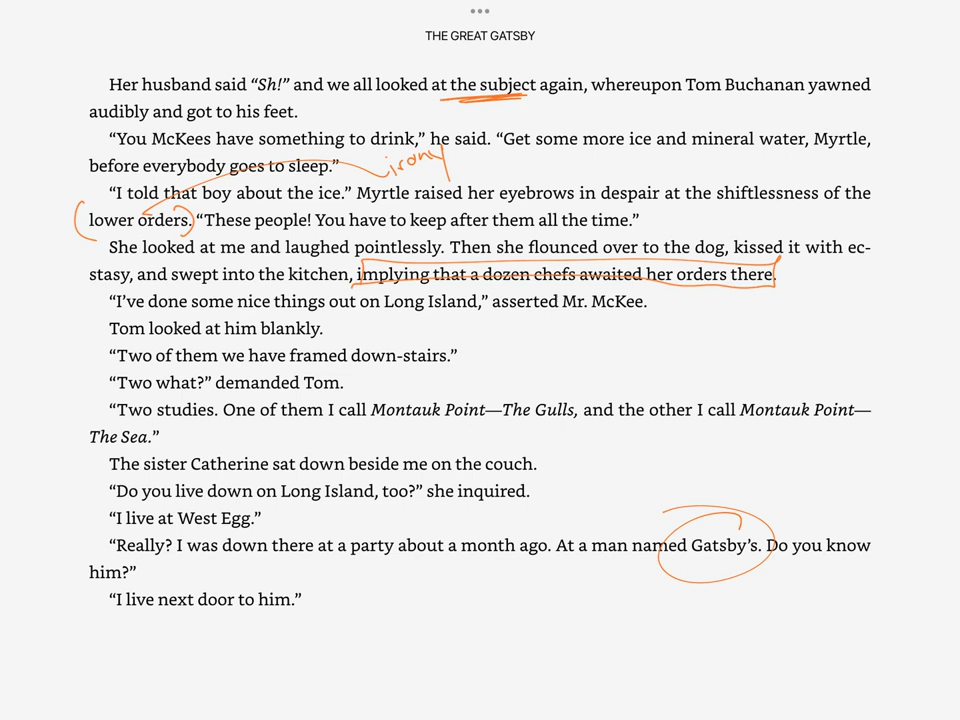 THE GREAT GATSBY
Her husband said “Sh!” and we all looked at the subject again, whereupon Tom Buchanan yawned
audibly and got to his feet.
“You McKees have something to drink,” he said. “Get some more ice and mineral water, Myrtle,
before everybody goes to sleep.”
irony
“I told that boy about the ice.” Myrtle raised her eyebrows in despair at the shiftlessness of the
lower orders. “These people! You have to keep after them all the time.”
She looked at me and laughed pointlessly. Then she flounced over to the dog, kissed it with ec-
stasy, and swept into the kitchen, implying that a dozen chefs awaited her orders there.
“I’ve done some nice things out on Long Island,” asserted Mr. McKee.
Tom looked at him blankly.
“Two of them we have framed down-stairs.”
“Two what?” demanded Tom.
“Two studies. One of them I call Montauk Point—The Gulls, and the other I call Montauk Point—
The Sea.”
The sister Catherine sat down beside me on the couch.
“Do you live down on Long Island, too?” she inquired.
“I live at West Egg.”
“Really? I was down there at a party about a month ago. At a man named Gatsby’s. Do you know
him?”
“I live next door to him.”